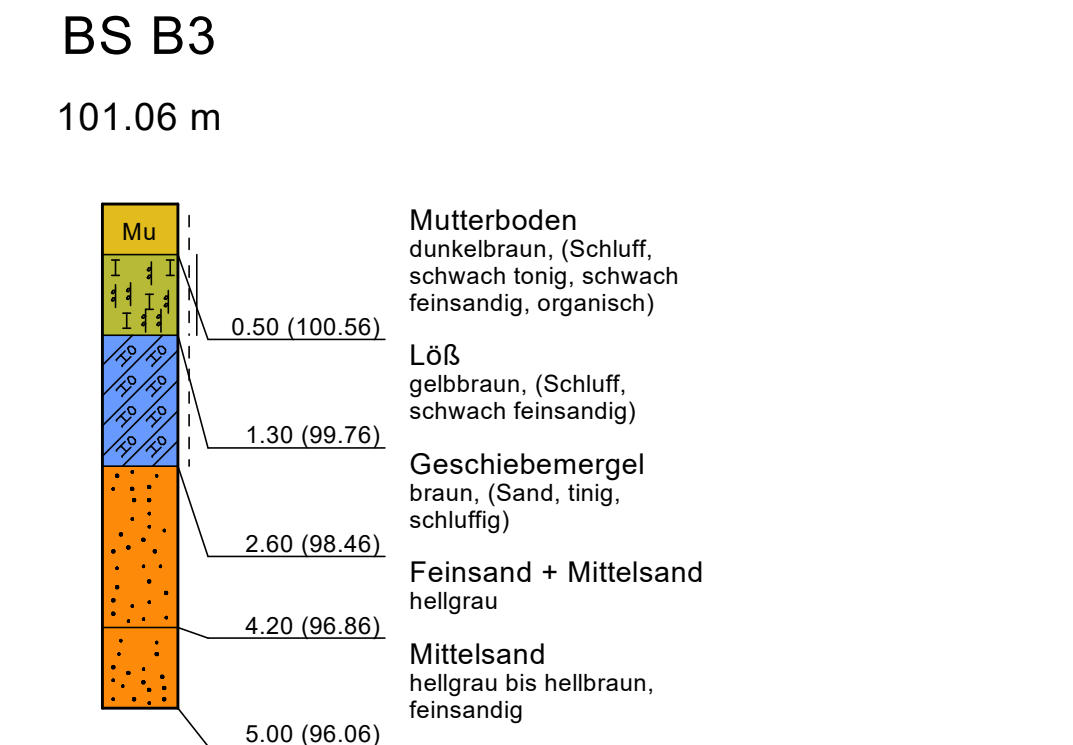 BS B3
101.06 m
Mu
Mutterboden
dunkelbraun, (Schluff,
schwach tonig, schwach
feinsandig, organisch)
0.50 (100.56)
Löß
gelbbraun, (Schluff,
schwach feinsandig)
1.30 (99.76)
Geschiebemergel
braun, (Sand, tinig,
schluffig)
2.60 (98.46)
Feinsand + Mittelsand
hellgrau
4.20 (96.86)
Mittelsand
hellgrau bis hellbraun,
feinsandig
5.00 (96.06)